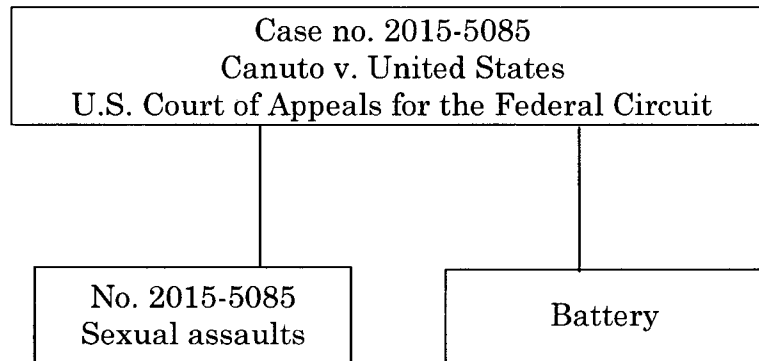 Case no. 2015-5085
Canuto v. United States
U.S. Court of Appeals for the Federal Circuit
No. 2015-5085
Sexual assaults
Battery